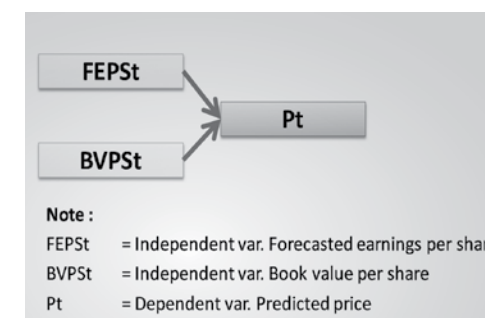 FEPSt
Pt
BVPSt
Note :
FEPSt = Independent var. Forecasted earnings per shar
BVPSt = Independent var. Book value per share
Pt = Dependent var. Predicted price